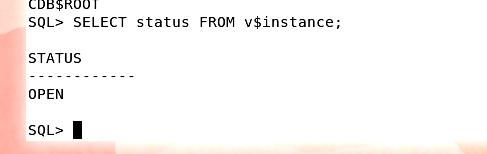 CDB$ROOT
SQL> SELECT status FROM v$instance;
STATUS
------------
OPEN
SQL>